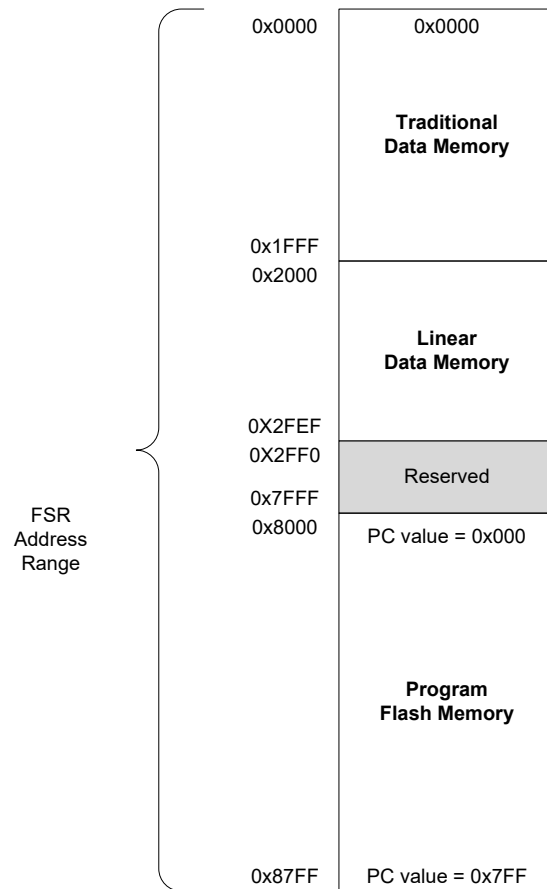 0x0000
0x0000
Traditional
Data Memory
0x1FFF
0x2000
Linear
Data Memory
0X2FEF
0X2FF0
Reserved
0x7FFF
0x8000
PC value = 0x000
FSR
Address
Range
Program
Flash Memory
0x87FF
PC value = 0x7FF